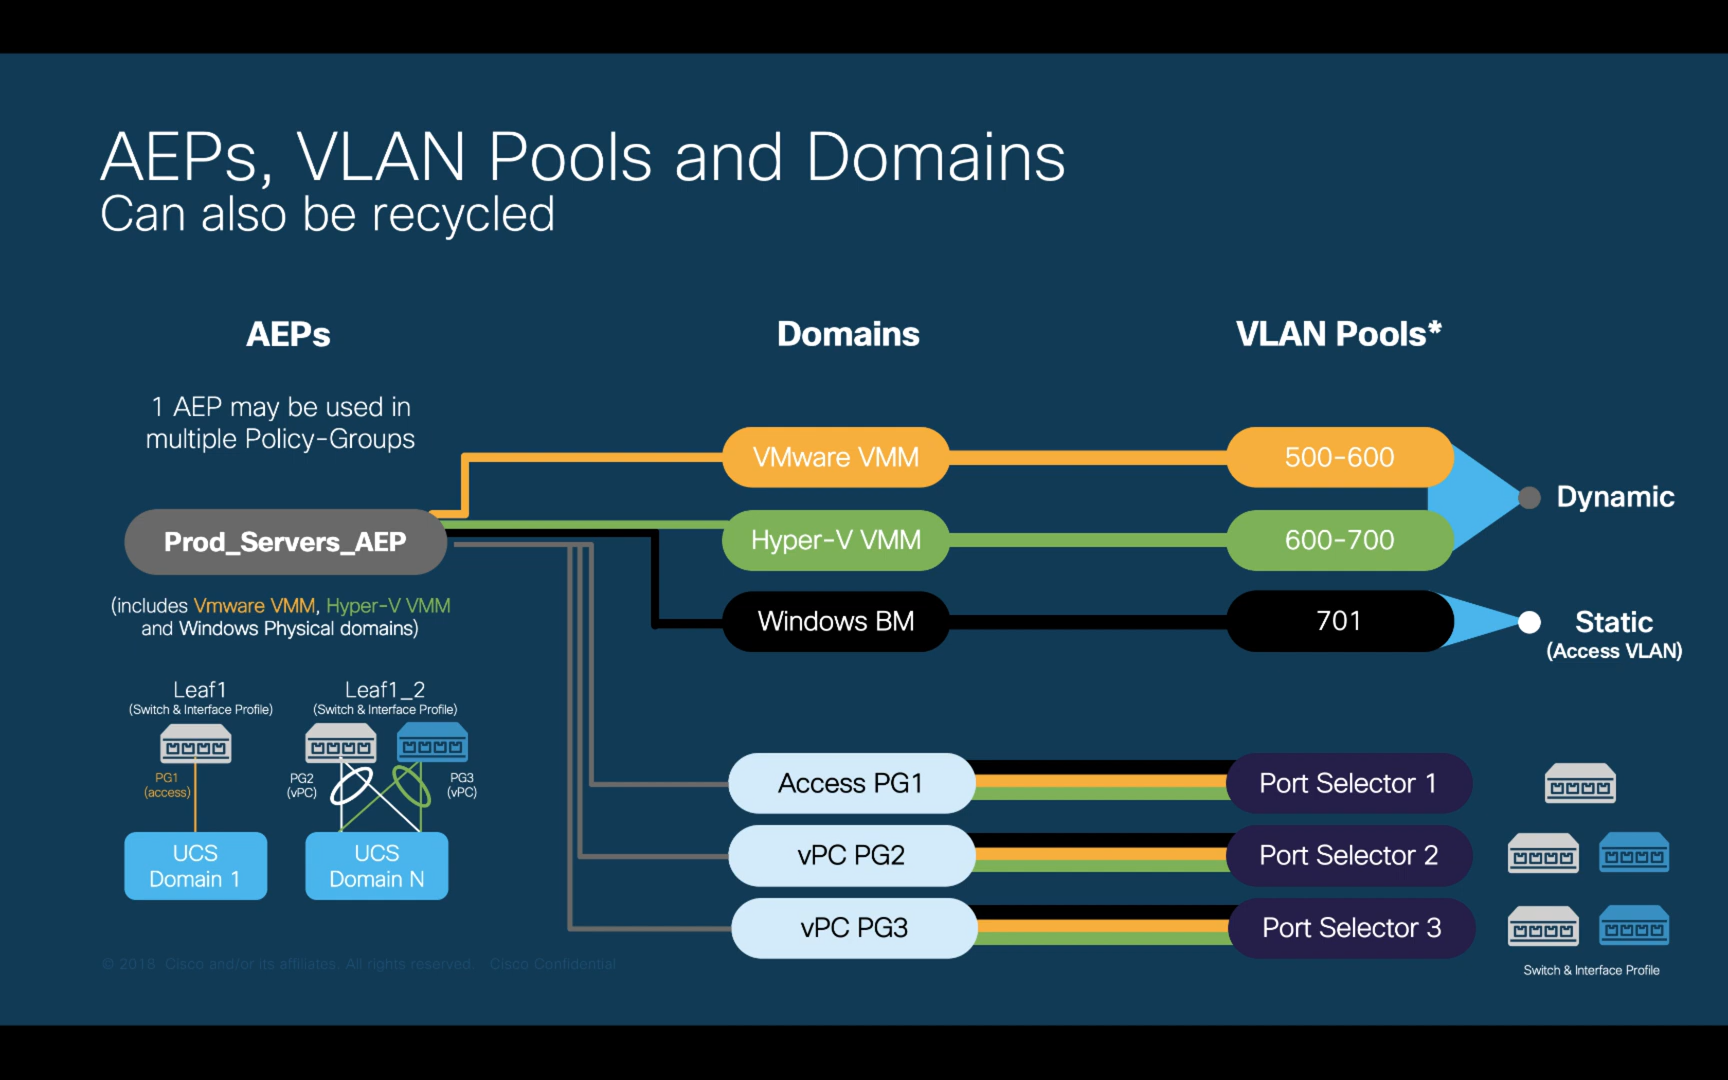 AEPs, VLAN Pools and Domains
Can also be recycled
AEPs
Domains
VLAN Pools*
1 AEP may be used in
multiple Policy-Groups
VMware VMM
500-600
Dynamic
Prod_Servers_AEP
Hyper-V VMM
600-700
(includes Vmware VMM, Hyper-V VMM
and Windows Physical domains)
Windows BM
701
Static
(Access VLAN)
Leaf1
(Switch & Interface Profile)
Leaf1_2
(Switch & Interface Profile)
PG1
(access)
PG2
(vPC)
PG3
(vPC)
UCS
Domain 1
UCS
Domain N
Access PG1
Port Selector 1
vPC PG2
Port Selector 2
vPC PG3
Port Selector 3
Switch & Interface Profile
© 2018 Cisco and/or its affiliates. All rights reserved. Cisco Confidential